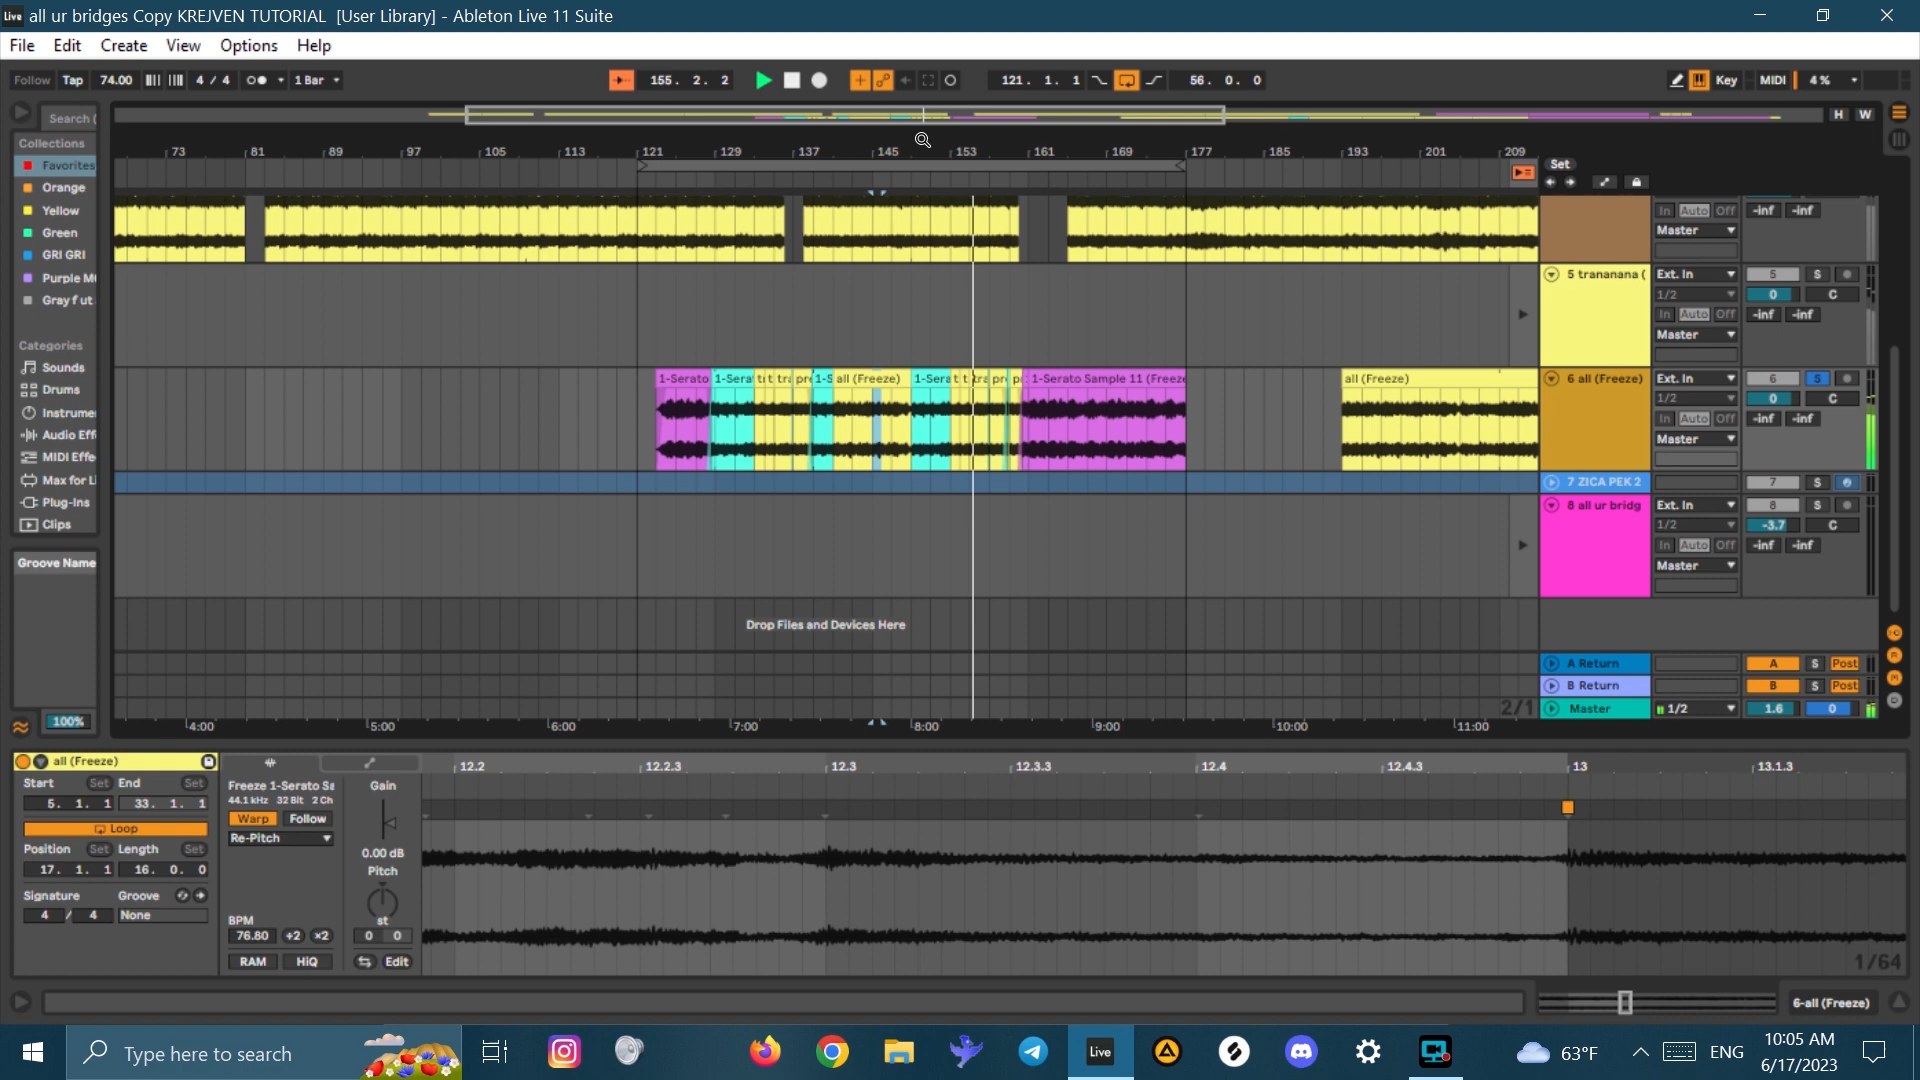 all ur bridges Copy KREJVEN TUTORIAL [User Library] - Ableton Live 11 Suite
File Edit Create View Options Help
Follow Tap 74.00 4 / 4 1 Bar 155. 2. 2 121. 1. 1 56. 0. 0 Key MIDI 4 %
Search (
H W
Collections
73 81 89 97 105 113 121 129 137 145 153 161 169 177 185 193 201 209
Set
Favorites
Orange
Yellow
Green
GRI GRI
Purple M
Gray f ut
Categories
Sounds
Drums
Instrume
Audio Eff
MIDI Effe
Max for L
Plug-Ins
Clips
Groove Name
100%
In Auto Off -inf -inf
Master
5 trananana ( Ext. In 5 S
1/2 0 C
In Auto Off -inf -inf
Master
1-Serato 1-Serat all (Freeze) 1-Serat 1-Serato Sample 11 (Freeze all (Freeze)
6 all (Freeze) Ext. In 6 S
1/2 0 C
In Auto Off -inf -inf
Master
7 ZICA PEK 2 7 S
8 all ur bridg Ext. In 8 S
1/2 -3.7 C
In Auto Off -inf -inf
Master
Drop Files and Devices Here
A Return A S Post
B Return B S Post
2/1 Master 1/2 1.6 0
4:00 5:00 6:00 7:00 8:00 9:00 10:00 11:00
all (Freeze)
Start Set End Set
5. 1. 1 33. 1. 1
Loop
Position Set Length Set
17. 1. 1 16. 0. 0
Signature Groove
4 / 4 None
Freeze 1-Serato Sa
44.1 kHz 32 Bit 2 Ch
Warp Follow
Re-Pitch
BPM
76.80 ÷2 ×2
RAM HiQ
Gain
0.00 dB
Pitch
st
0 0
Edit
12.2 12.2.3 12.3 12.3.3 12.4 12.4.3 13 13.1.3
1/64
6-all (Freeze)
Type here to search
Live
63°F
ENG
10:05 AM
6/17/2023